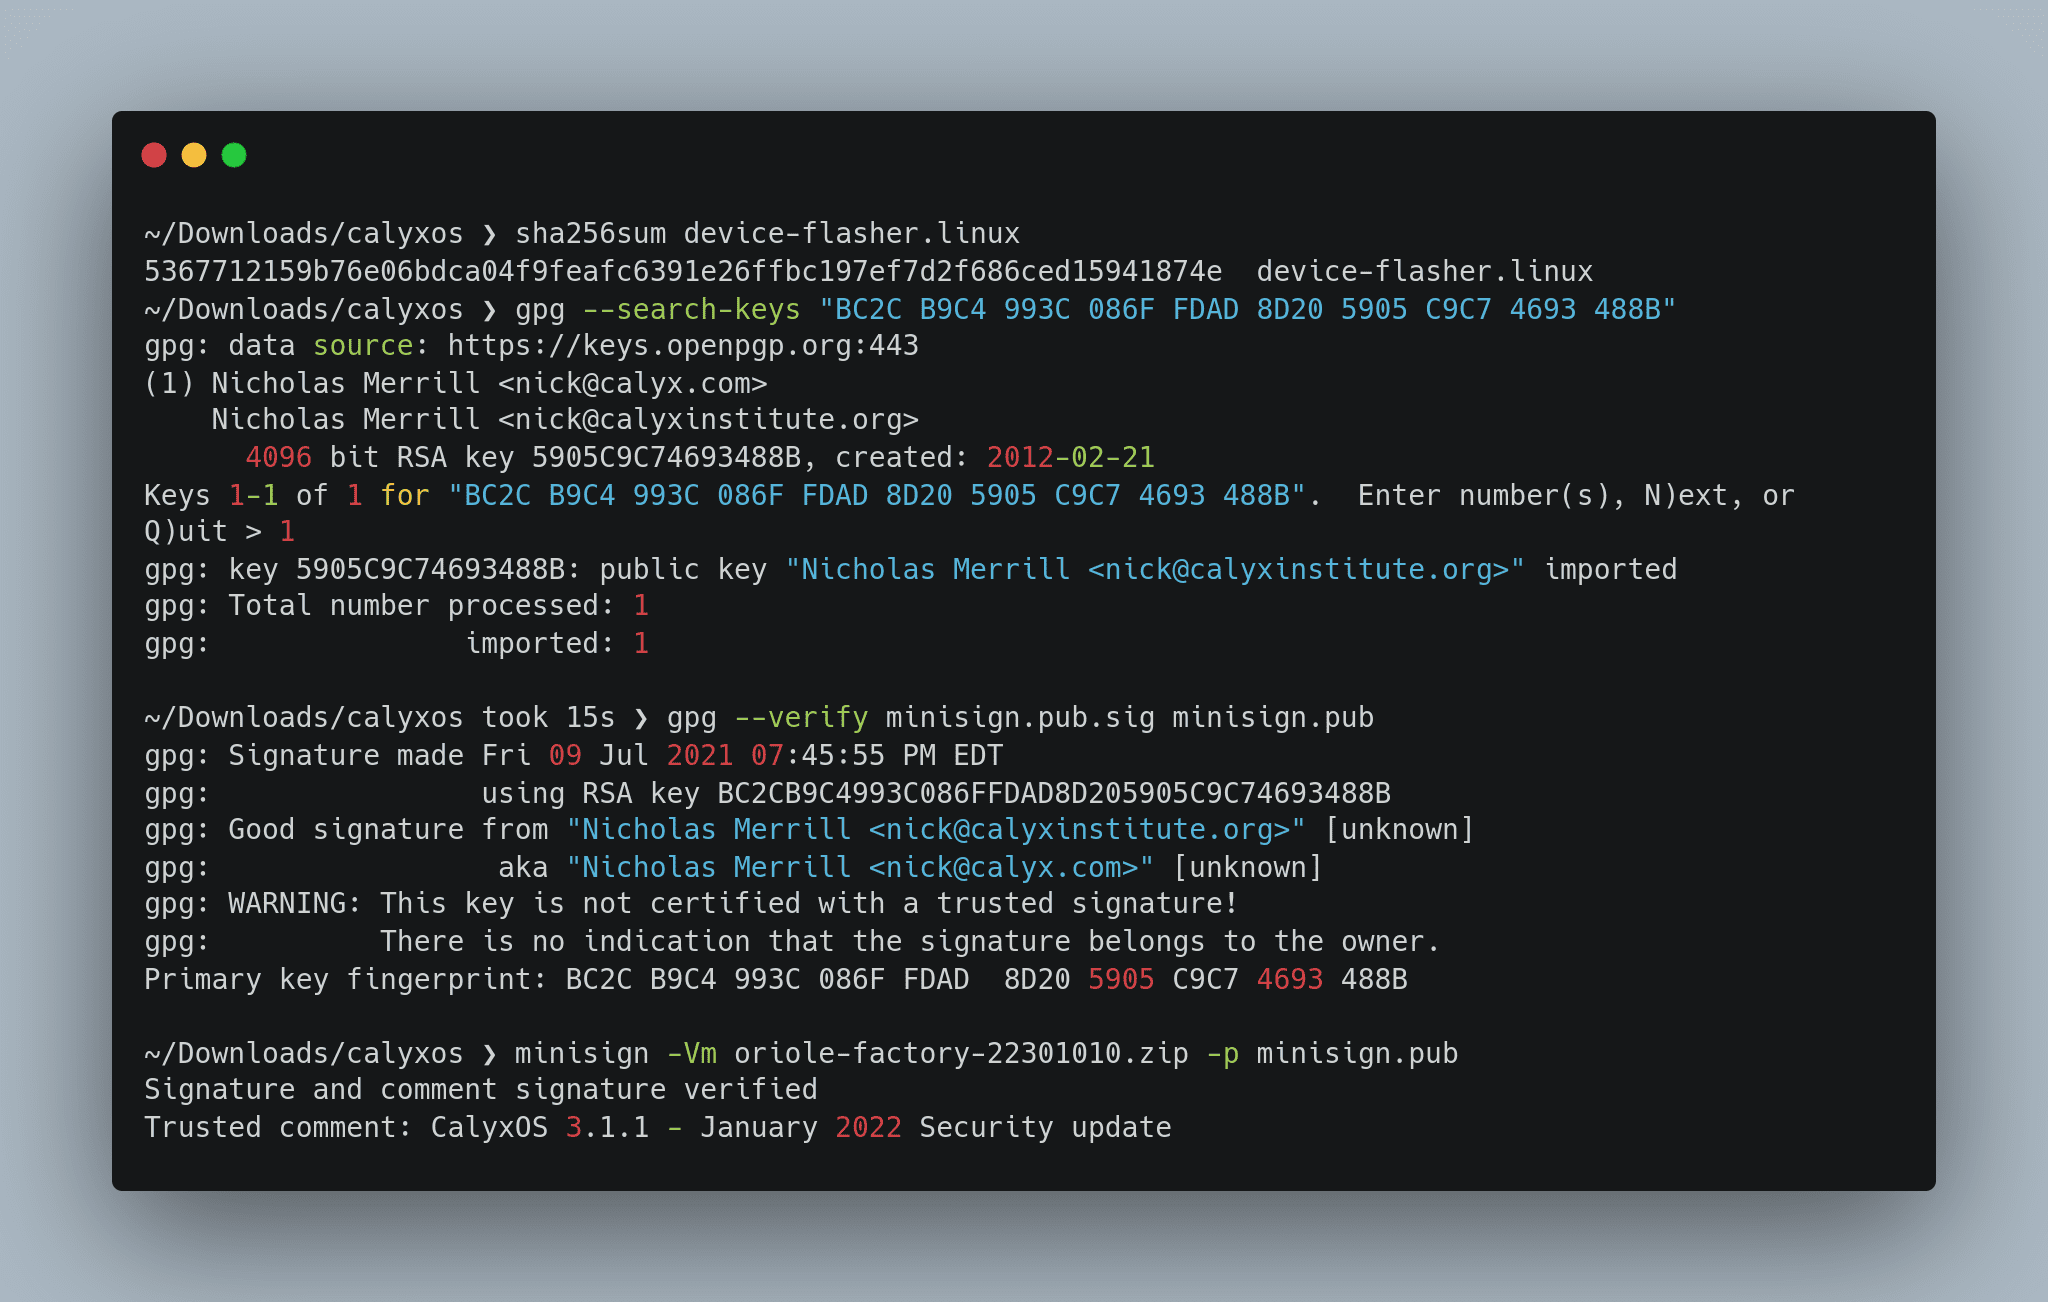 ~/Downloads/calyxos ❯ sha256sum device-flasher.linux
5367712159b76e06bdca04f9feafc6391e26ffbc197ef7d2f686ced15941874e  device-flasher.linux
~/Downloads/calyxos ❯ gpg --search-keys "BC2C B9C4 993C 086F FDAD 8D20 5905 C9C7 4693 488B"
gpg: data source: https://keys.openpgp.org:443
(1) Nicholas Merrill <nick@calyx.com>
    Nicholas Merrill <nick@calyxinstitute.org>
      4096 bit RSA key 5905C9C74693488B, created: 2012-02-21
Keys 1-1 of 1 for "BC2C B9C4 993C 086F FDAD 8D20 5905 C9C7 4693 488B".  Enter number(s), N)ext, or
Q)uit > 1
gpg: key 5905C9C74693488B: public key "Nicholas Merrill <nick@calyxinstitute.org>" imported
gpg: Total number processed: 1
gpg:               imported: 1
~/Downloads/calyxos took 15s ❯ gpg --verify minisign.pub.sig minisign.pub
gpg: Signature made Fri 09 Jul 2021 07:45:55 PM EDT
gpg:                using RSA key BC2CB9C4993C086FFDAD8D205905C9C74693488B
gpg: Good signature from "Nicholas Merrill <nick@calyxinstitute.org>" [unknown]
gpg:                 aka "Nicholas Merrill <nick@calyx.com>" [unknown]
gpg: WARNING: This key is not certified with a trusted signature!
gpg:          There is no indication that the signature belongs to the owner.
Primary key fingerprint: BC2C B9C4 993C 086F FDAD  8D20 5905 C9C7 4693 488B
~/Downloads/calyxos ❯ minisign -Vm oriole-factory-22301010.zip -p minisign.pub
Signature and comment signature verified
Trusted comment: CalyxOS 3.1.1 - January 2022 Security update